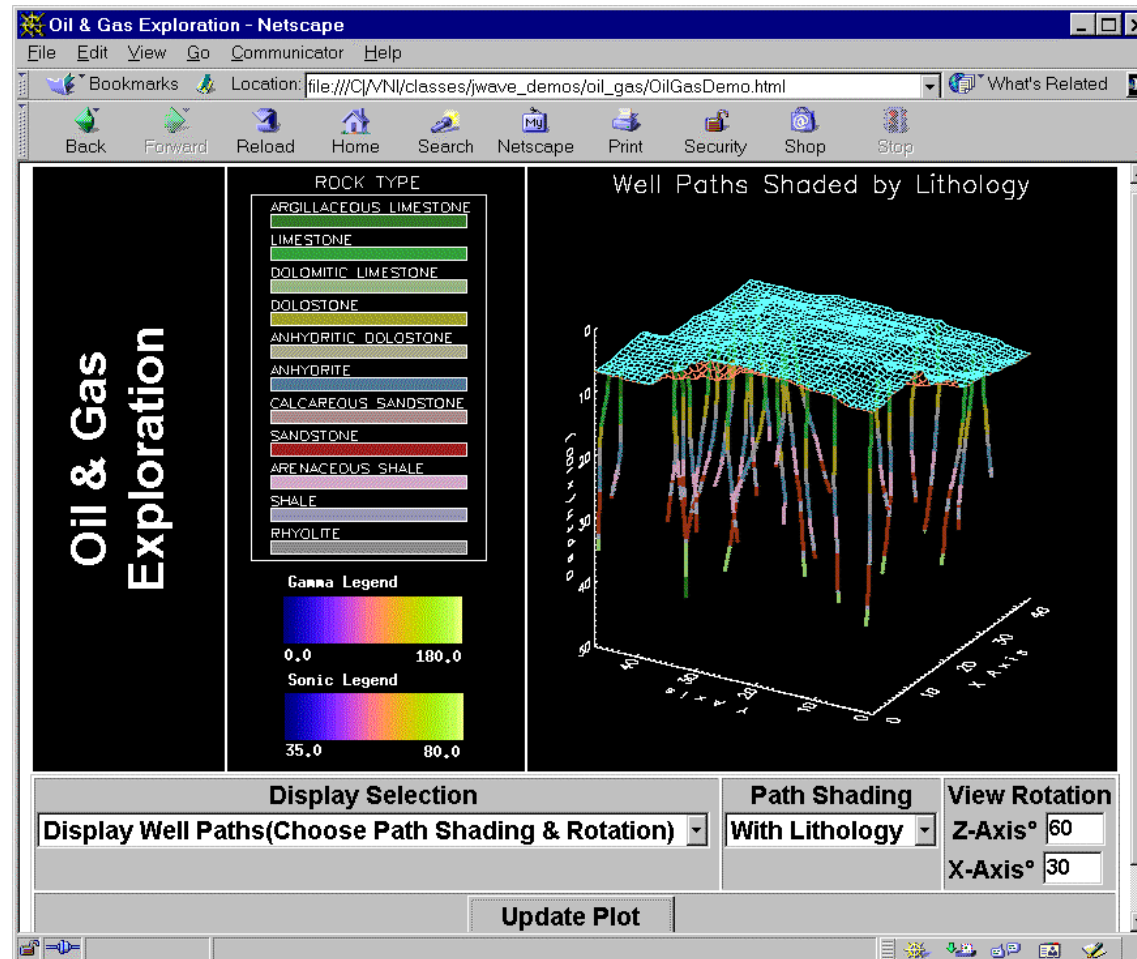 Oil & Gas Exploration - Netscape
File Edit View Go Communicator Help
Bookmarks Location: file:///C|/VNI/classes/jwave_demos/oil_gas/OilGasDemo.html What's Related
Back Forward Reload Home Search Netscape Print Security Shop Stop
Oil & Gas
Exploration
ROCK TYPE
ARGILLACEOUS LIMESTONE
LIMESTONE
DOLOMITIC LIMESTONE
DOLOSTONE
ANHYDRITIC DOLOSTONE
ANHYDRITE
CALCAREOUS SANDSTONE
SANDSTONE
ARENACEOUS SHALE
SHALE
RHYOLITE
Gamma Legend
0.0 180.0
Sonic Legend
35.0 80.0
Well Paths Shaded by Lithology
0
10
20
30
40
50
Depth (ft x 100)
40 30 20 10 0
Y Axis
0 10 20 30 40
X Axis
Display Selection
Display Well Paths(Choose Path Shading & Rotation)
Path Shading
With Lithology
View Rotation
Z-Axis° 60
X-Axis° 30
Update Plot